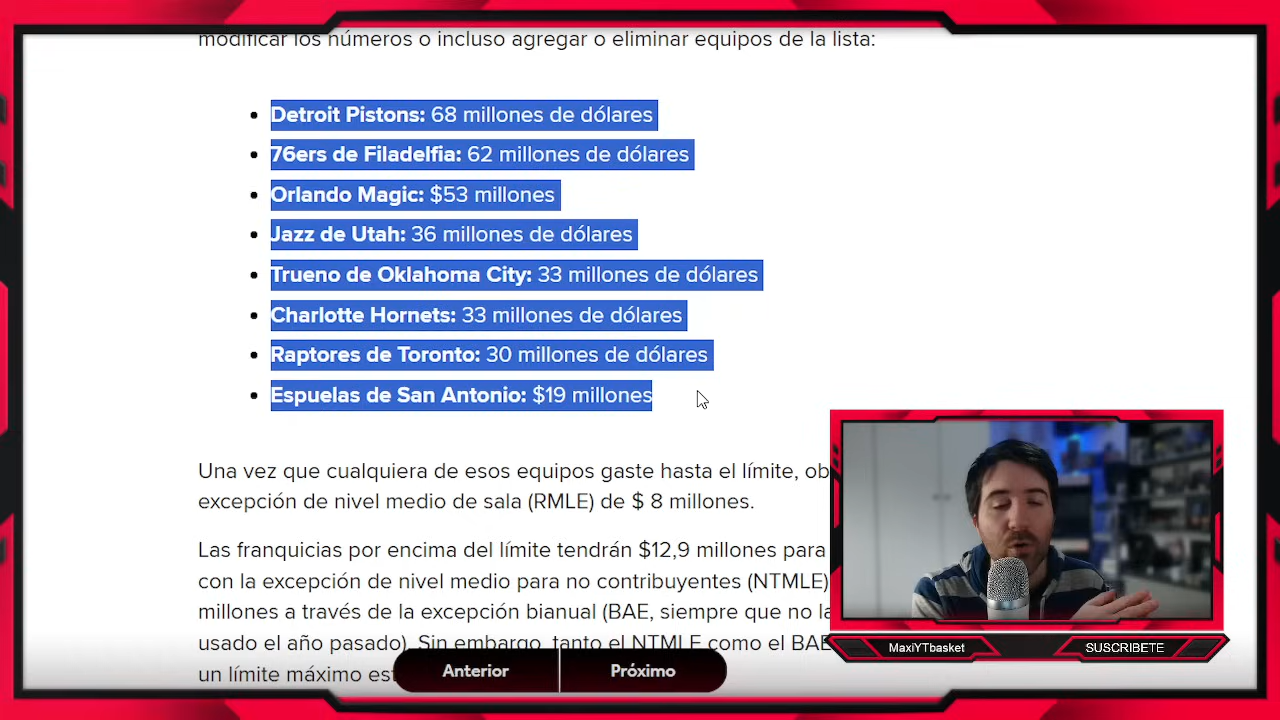 modificar los números o incluso agregar o eliminar equipos de la lista:
Detroit Pistons: 68 millones de dólares
76ers de Filadelfia: 62 millones de dólares
Orlando Magic: $53 millones
Jazz de Utah: 36 millones de dólares
Trueno de Oklahoma City: 33 millones de dólares
Charlotte Hornets: 33 millones de dólares
Raptores de Toronto: 30 millones de dólares
Espuelas de San Antonio: $19 millones
Una vez que cualquiera de esos equipos gaste hasta el límite, ob
excepción de nivel medio de sala (RMLE) de $ 8 millones.
Las franquicias por encima del límite tendrán $12,9 millones para
con la excepción de nivel medio para no contribuyentes (NTMLE)
millones a través de la excepción bianual (BAE, siempre que no la
usado el año pasado). Sin embargo, tanto el NTMLE como el BAE
un límite máximo est
Anterior
Próximo
MaxiYTbasket
SUSCRIBETE